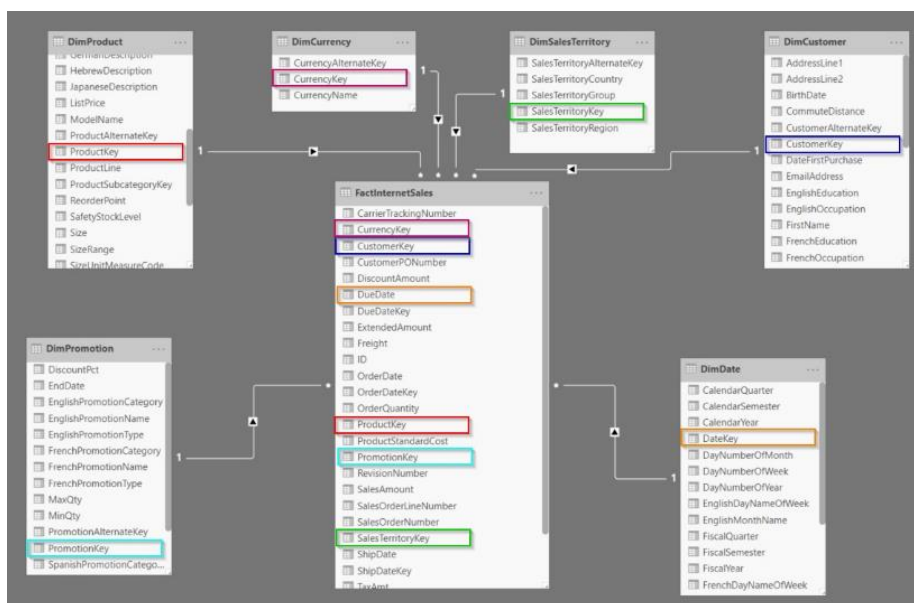 DimProduct ...
GermanDescription
HebrewDescription
JapaneseDescription
ListPrice
ModelName
ProductAlternateKey
ProductKey
ProductLine
ProductSubcategoryKey
ReorderPoint
SafetyStockLevel
Size
SizeRange
SizeUnitMeasureCode
1
DimCurrency ...
CurrencyAlternateKey
CurrencyKey
CurrencyName
1
DimSalesTerritory ...
SalesTerritoryAlternateKey
SalesTerritoryCountry
SalesTerritoryGroup
SalesTerritoryKey
SalesTerritoryRegion
1
DimCustomer ...
AddressLine1
AddressLine2
BirthDate
CommuteDistance
CustomerAlternateKey
CustomerKey
DateFirstPurchase
EmailAddress
EnglishEducation
EnglishOccupation
FirstName
FrenchEducation
FrenchOccupation
1
FactInternetSales ...
CarrierTrackingNumber
CurrencyKey
CustomerKey
CustomerPONumber
DiscountAmount
DueDate
DueDateKey
ExtendedAmount
Freight
ID
OrderDate
OrderDateKey
OrderQuantity
ProductKey
ProductStandardCost
PromotionKey
RevisionNumber
SalesAmount
SalesOrderLineNumber
SalesOrderNumber
SalesTerritoryKey
ShipDate
ShipDateKey
TaxAmt
DimPromotion ...
DiscountPct
EndDate
EnglishPromotionCategory
EnglishPromotionName
EnglishPromotionType
FrenchPromotionCategory
FrenchPromotionName
FrenchPromotionType
MaxQty
MinQty
PromotionAlternateKey
PromotionKey
SpanishPromotionCatego...
1
DimDate ...
CalendarQuarter
CalendarSemester
CalendarYear
DateKey
DayNumberOfMonth
DayNumberOfWeek
DayNumberOfYear
EnglishDayNameOfWeek
EnglishMonthName
FiscalQuarter
FiscalSemester
FiscalYear
FrenchDayNameOfWeek
1